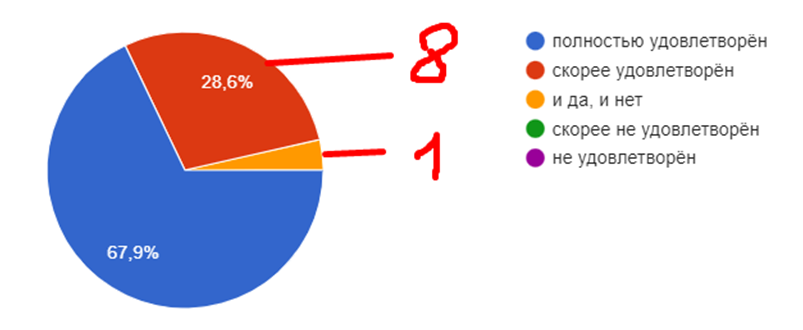 28,6%
67,9%
8
1
полностью удовлетворён
скорее удовлетворён
и да, и нет
скорее не удовлетворён
не удовлетворён